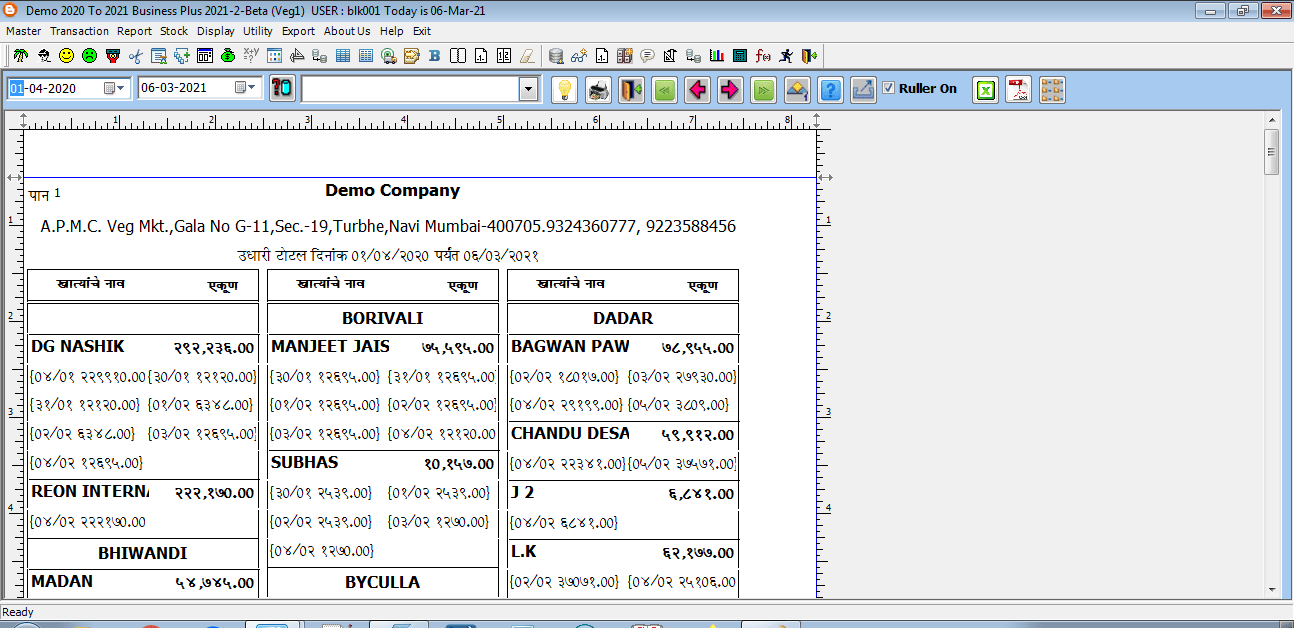 Demo 2020 To 2021 Business Plus 2021-2-Beta (Veg1) USER : blk001 Today is 06-Mar-21
Master Transaction Report Stock Display Utility Export About Us Help Exit
01-04-2020 06-03-2021 Ruller On
1 2 3 4 5 6 7 8
पान 1
Demo Company
A.P.M.C. Veg Mkt.,Gala No G-11,Sec.-19,Turbhe,Navi Mumbai-400705.9324360777, 9223588456
उधारी टोटल दिनांक ०१/०४/२०२० पर्यंत ०६/०३/२०२१
खात्यांचे नाव एकूण खात्यांचे नाव एकूण खात्यांचे नाव एकूण
BORIVALI DADAR
DG NASHIK २९२,२३६.०० MANJEET JAIS ७५,५९५.०० BAGWAN PAW ७८,९५५.००
{०४/०१ २२९९१०.००{३०/०१ १२१२०.००} {३०/०१ १२६९५.००} {३१/०१ १२६९५.०० {०२/०२ १८०१७.००} {०३/०२ २७९३०.००}
{३१/०१ १२१२०.००} {०१/०२ ६३४८.००} {०१/०२ १२६९५.००} {०२/०२ १२६९५.००} {०४/०२ २९१९९.००} {०५/०२ ३८०९.००}
{०२/०२ ६३४८.००} {०३/०२ १२६९५.००} {०३/०२ १२६९५.००} {०४/०२ १२१२०.०० CHANDU DESA ५९,९१२.००
{०४/०२ १२६९५.००} SUBHAS १०,१५७.०० {०४/०२ २२३४१.००}{०५/०२ ३७५७१.००}
REON INTERN २२२,१७०.०० {३०/०१ २५३९.००} {०१/०२ २५३९.००} J 2 ६,८४१.००
{०४/०२ २२२१७०.०० {०२/०२ २५३९.००} {०३/०२ १२७०.००} {०४/०२ ६८४१.००}
BHIWANDI {०४/०२ १२७०.००} L.K ६२,१७७.००
MADAN ५४,७४५.०० BYCULLA {०२/०२ ३७०७१.००} {०४/०२ २५१०६.००
Ready